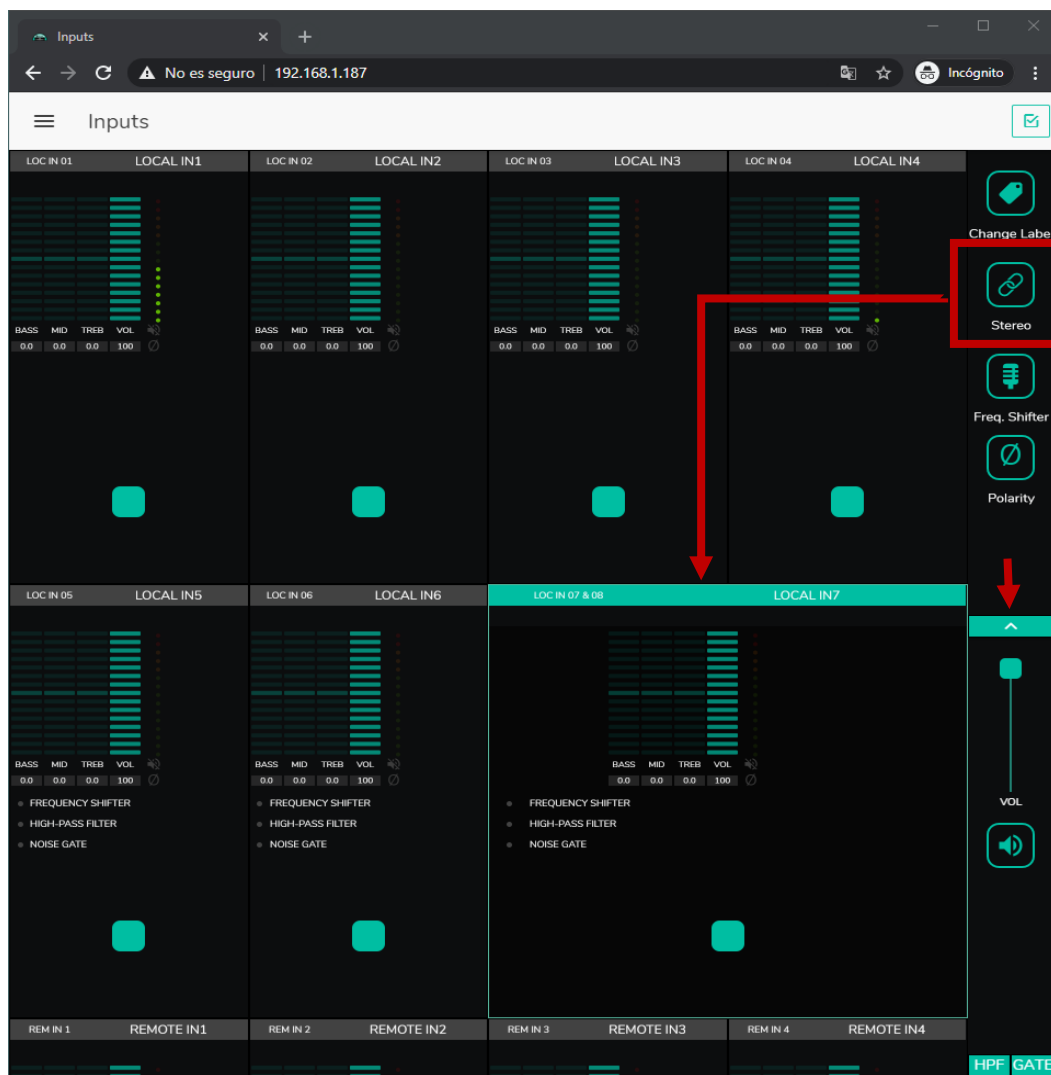 Inputs
No es seguro | 192.168.1.187
Incógnito
Inputs
LOC IN 01 LOCAL IN1 LOC IN 02 LOCAL IN2 LOC IN 03 LOCAL IN3 LOC IN 04 LOCAL IN4
Change Labe
Stereo
BASS MID TREB VOL BASS MID TREB VOL BASS MID TREB VOL BASS MID TREB VOL
0.0 0.0 0.0 100 0.0 0.0 0.0 100 0.0 0.0 0.0 100 0.0 0.0 0.0 100
Freq. Shifter
Polarity
LOC IN 05 LOCAL IN5 LOC IN 06 LOCAL IN6 LOC IN 07 & 08 LOCAL IN7
BASS MID TREB VOL BASS MID TREB VOL BASS MID TREB VOL
0.0 0.0 0.0 100 0.0 0.0 0.0 100 0.0 0.0 0.0 100
FREQUENCY SHIFTER FREQUENCY SHIFTER FREQUENCY SHIFTER
VOL
HIGH-PASS FILTER HIGH-PASS FILTER HIGH-PASS FILTER
NOISE GATE NOISE GATE NOISE GATE
REM IN 1 REMOTE IN1 REM IN 2 REMOTE IN2 REM IN 3 REMOTE IN3 REM IN 4 REMOTE IN4
HPF GATE